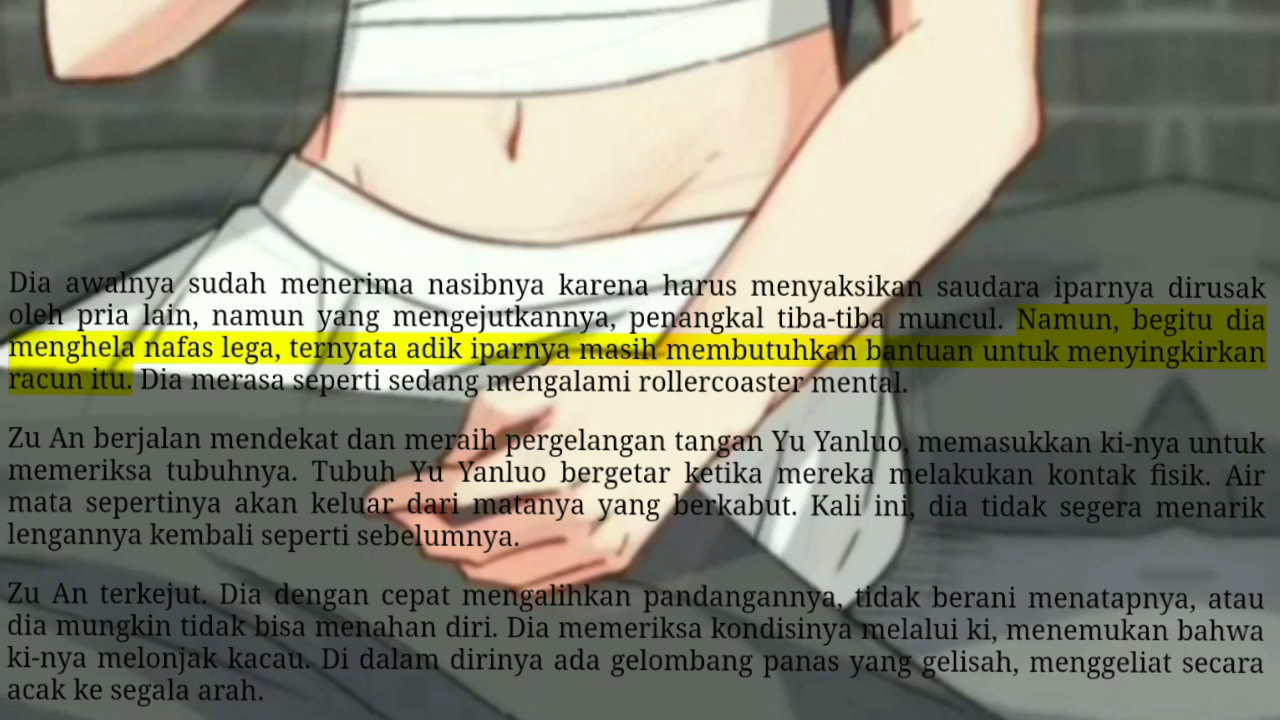 Dia awalnya sudah menerima nasibnya karena harus menyaksikan saudara iparnya dirusak
oleh pria lain, namun yang mengejutkannya, penangkal tiba-tiba muncul. Namun, begitu dia
menghela nafas lega, ternyata adik iparnya masih membutuhkan bantuan untuk menyingkirkan
racun itu. Dia merasa seperti sedang mengalami rollercoaster mental.
Zu An berjalan mendekat dan meraih pergelangan tangan Yu Yanluo, memasukkan ki-nya untuk
memeriksa tubuhnya. Tubuh Yu Yanluo bergetar ketika mereka melakukan kontak fisik. Air
mata sepertinya akan keluar dari matanya yang berkabut. Kali ini, dia tidak segera menarik
lengannya kembali seperti sebelumnya.
Zu An terkejut. Dia dengan cepat mengalihkan pandangannya, tidak berani menatapnya, atau
dia mungkin tidak bisa menahan diri. Dia memeriksa kondisinya melalui ki, menemukan bahwa
ki-nya melonjak kacau. Di dalam dirinya ada gelombang panas yang gelisah, menggeliat secara
acak ke segala arah.